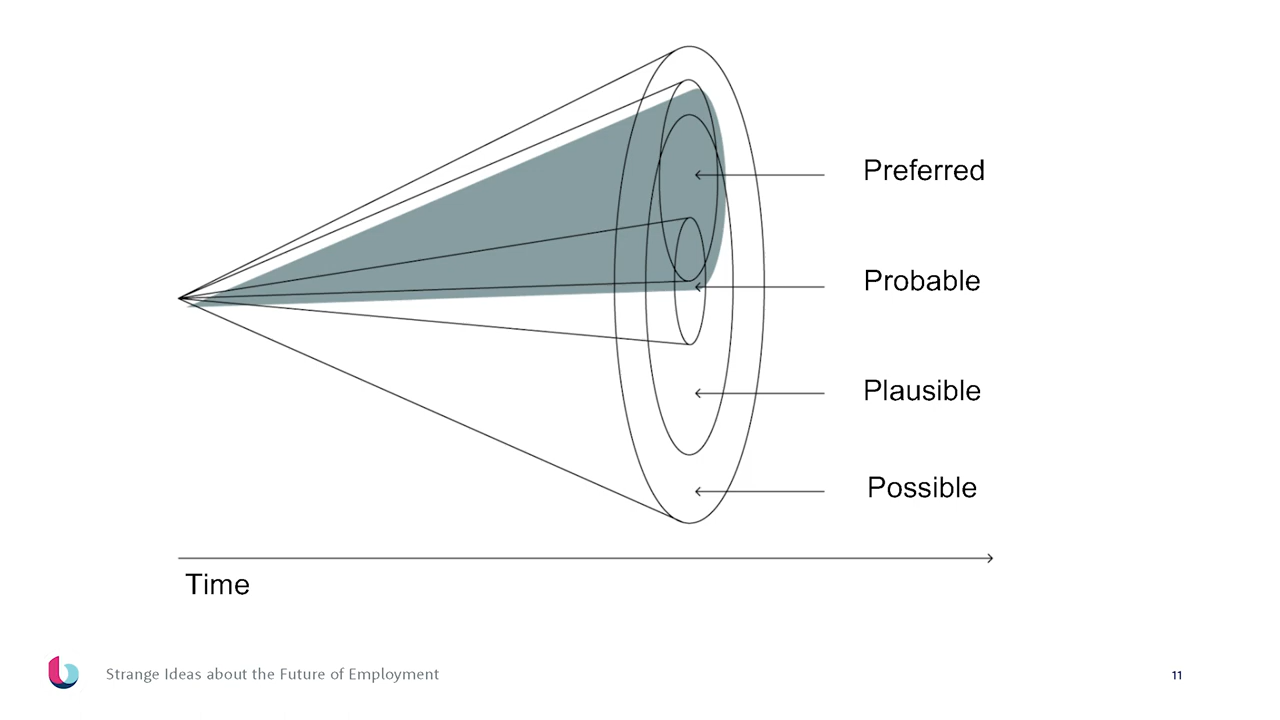 Preferred
Probable
Plausible
Possible
Time
Strange Ideas about the Future of Employment
11